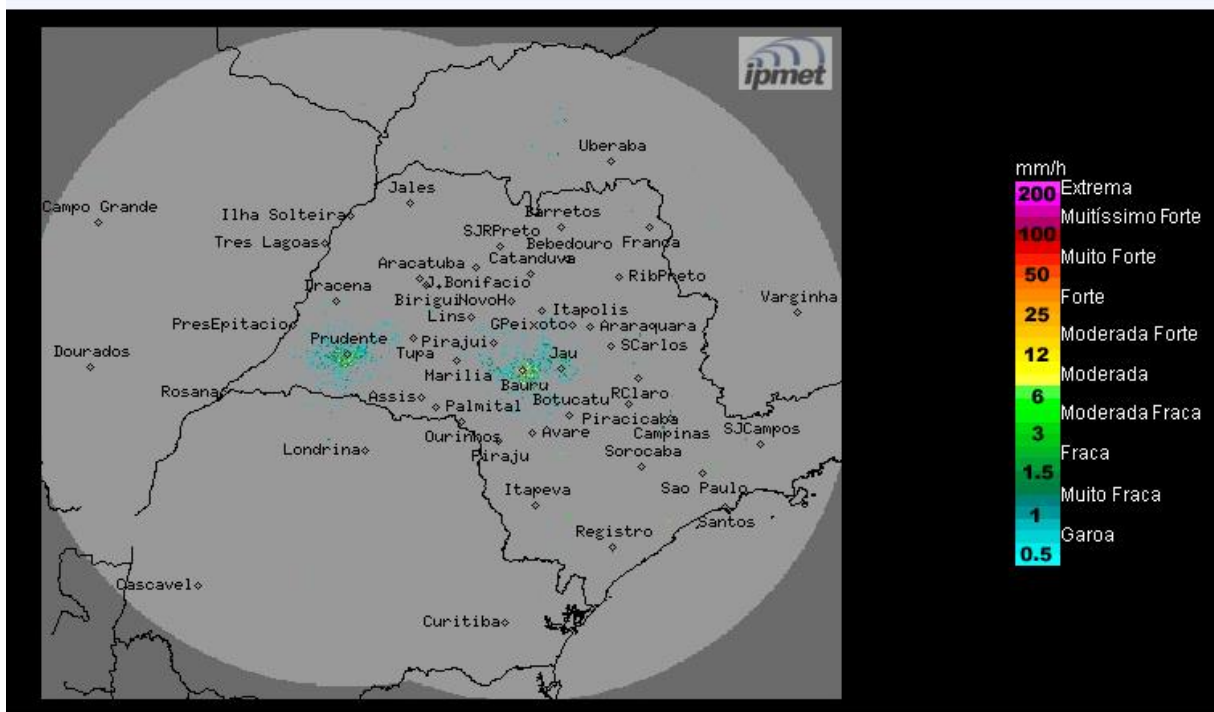 ipmet
Uberaba
Jales
Campo Grande
Ilha Solteira
Barretos
Tres Lagoas
SJRPreto
Bebedouro
Franca
Aracatuba
Catanduva
J.Bonifacio
RibPreto
Dracena
Birigui
NovoH
Itapolis
Varginha
Lins
PresEpitacio
GPeixoto
Araraquara
Prudente
Pirajui
SCarlos
Dourados
Tupa
Jau
Marilia
Bauru
Rosana
Assis
Botucatu
RClaro
Palmital
Piracicaba
Ourinhos
Avare
Campinas
SJCampos
Londrina
Piraju
Sorocaba
Itapeva
Sao Paulo
Santos
Registro
Cascavel
Curitiba
mm/h
200 Extrema
Muitíssimo Forte
100
Muito Forte
50
Forte
25
Moderada Forte
12
Moderada
6
Moderada Fraca
3
Fraca
1.5
Muito Fraca
1
Garoa
0.5